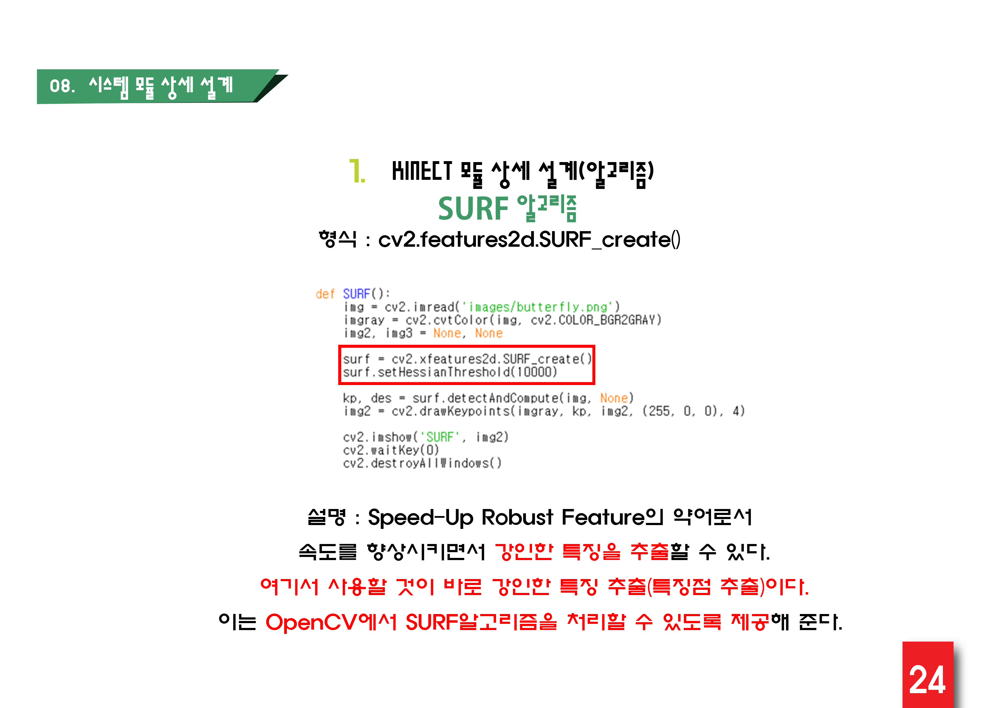 08. 시스템 모듈 상세 설계
1. KINECT 모듈 상세 설계(알고리즘)
SURF 알고리즘
형식 : cv2.features2d.SURF_create()
def SURF():
    img = cv2.imread('images/butterfly.png')
    imgray = cv2.cvtColor(img, cv2.COLOR_BGR2GRAY)
    img2, img3 = None, None
    surf = cv2.xfeatures2d.SURF_create()
    surf.setHessianThreshold(10000)
    kp, des = surf.detectAndCompute(img, None)
    img2 = cv2.drawKeypoints(imgray, kp, img2, (255, 0, 0), 4)
    cv2.imshow('SURF', img2)
    cv2.waitKey(0)
    cv2.destroyAllWindows()
설명 : Speed-Up Robust Feature의 약어로서
속도를 향상시키면서 강인한 특징을 추출할 수 있다.
여기서 사용할 것이 바로 강인한 특징 추출(특징점 추출)이다.
이는 OpenCV에서 SURF알고리즘을 처리할 수 있도록 제공해 준다.
24